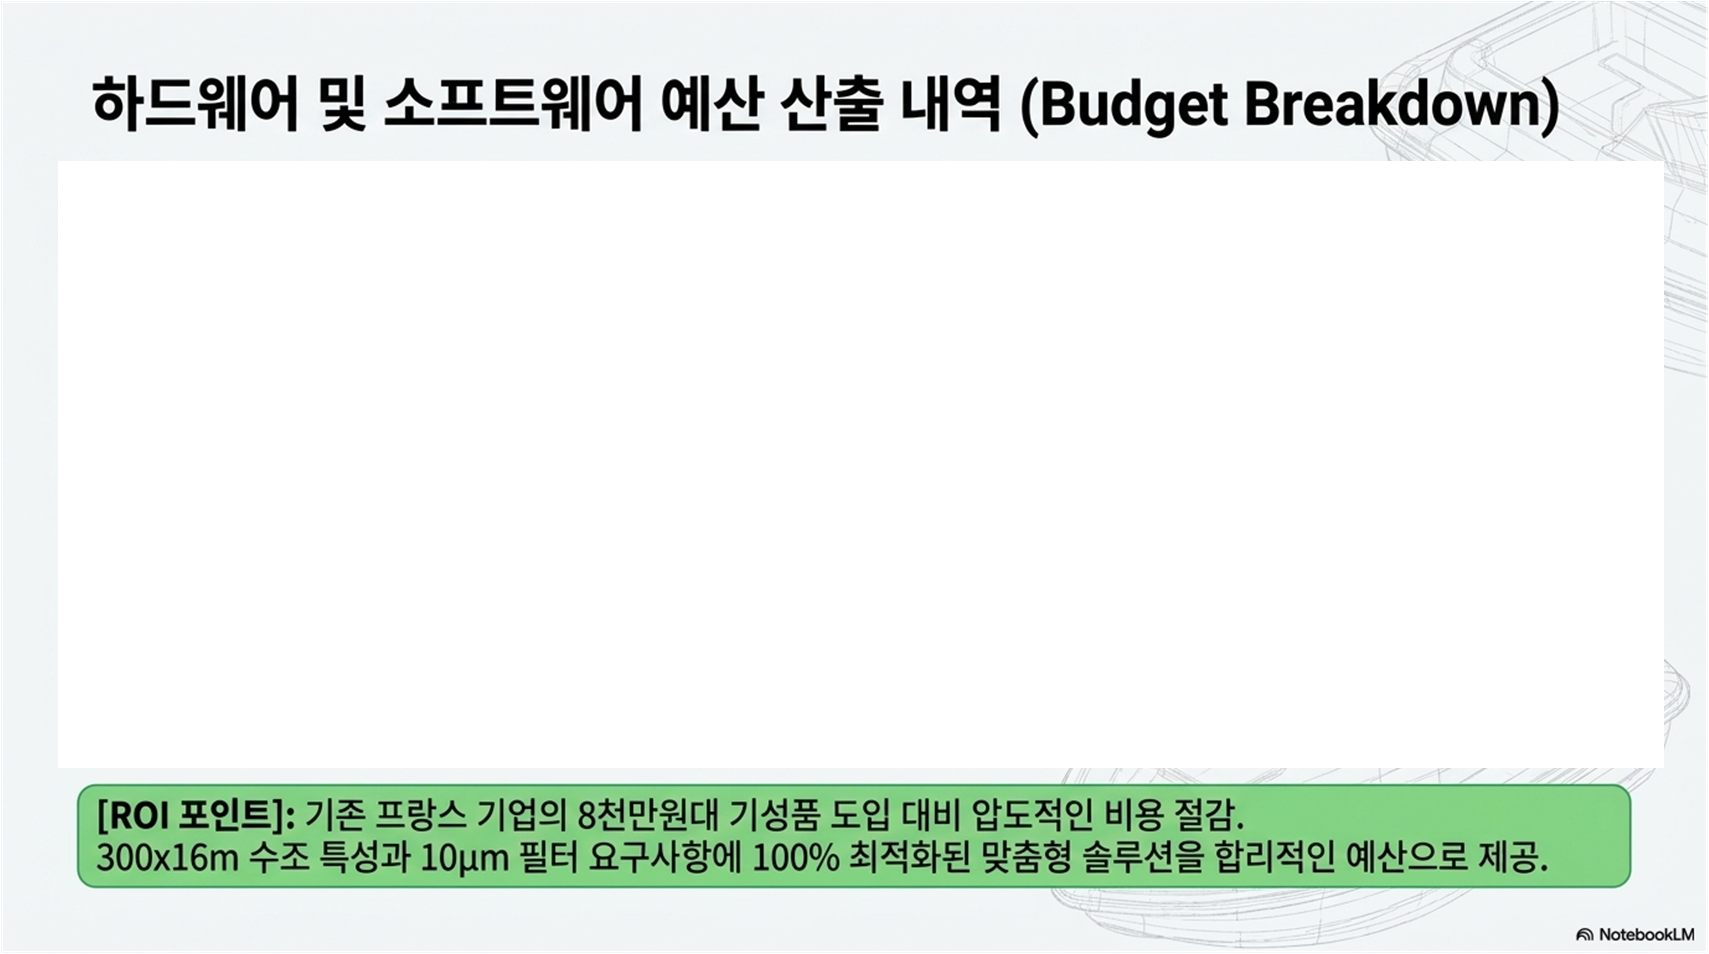 하드웨어 및 소프트웨어 예산 산출 내역 (Budget Breakdown)
[ROI 포인트]: 기존 프랑스 기업의 8천만원대 기성품 도입 대비 압도적인 비용 절감.
300x16m 수조 특성과 10μm 필터 요구사항에 100% 최적화된 맞춤형 솔루션을 합리적인 예산으로 제공.
NotebookLM